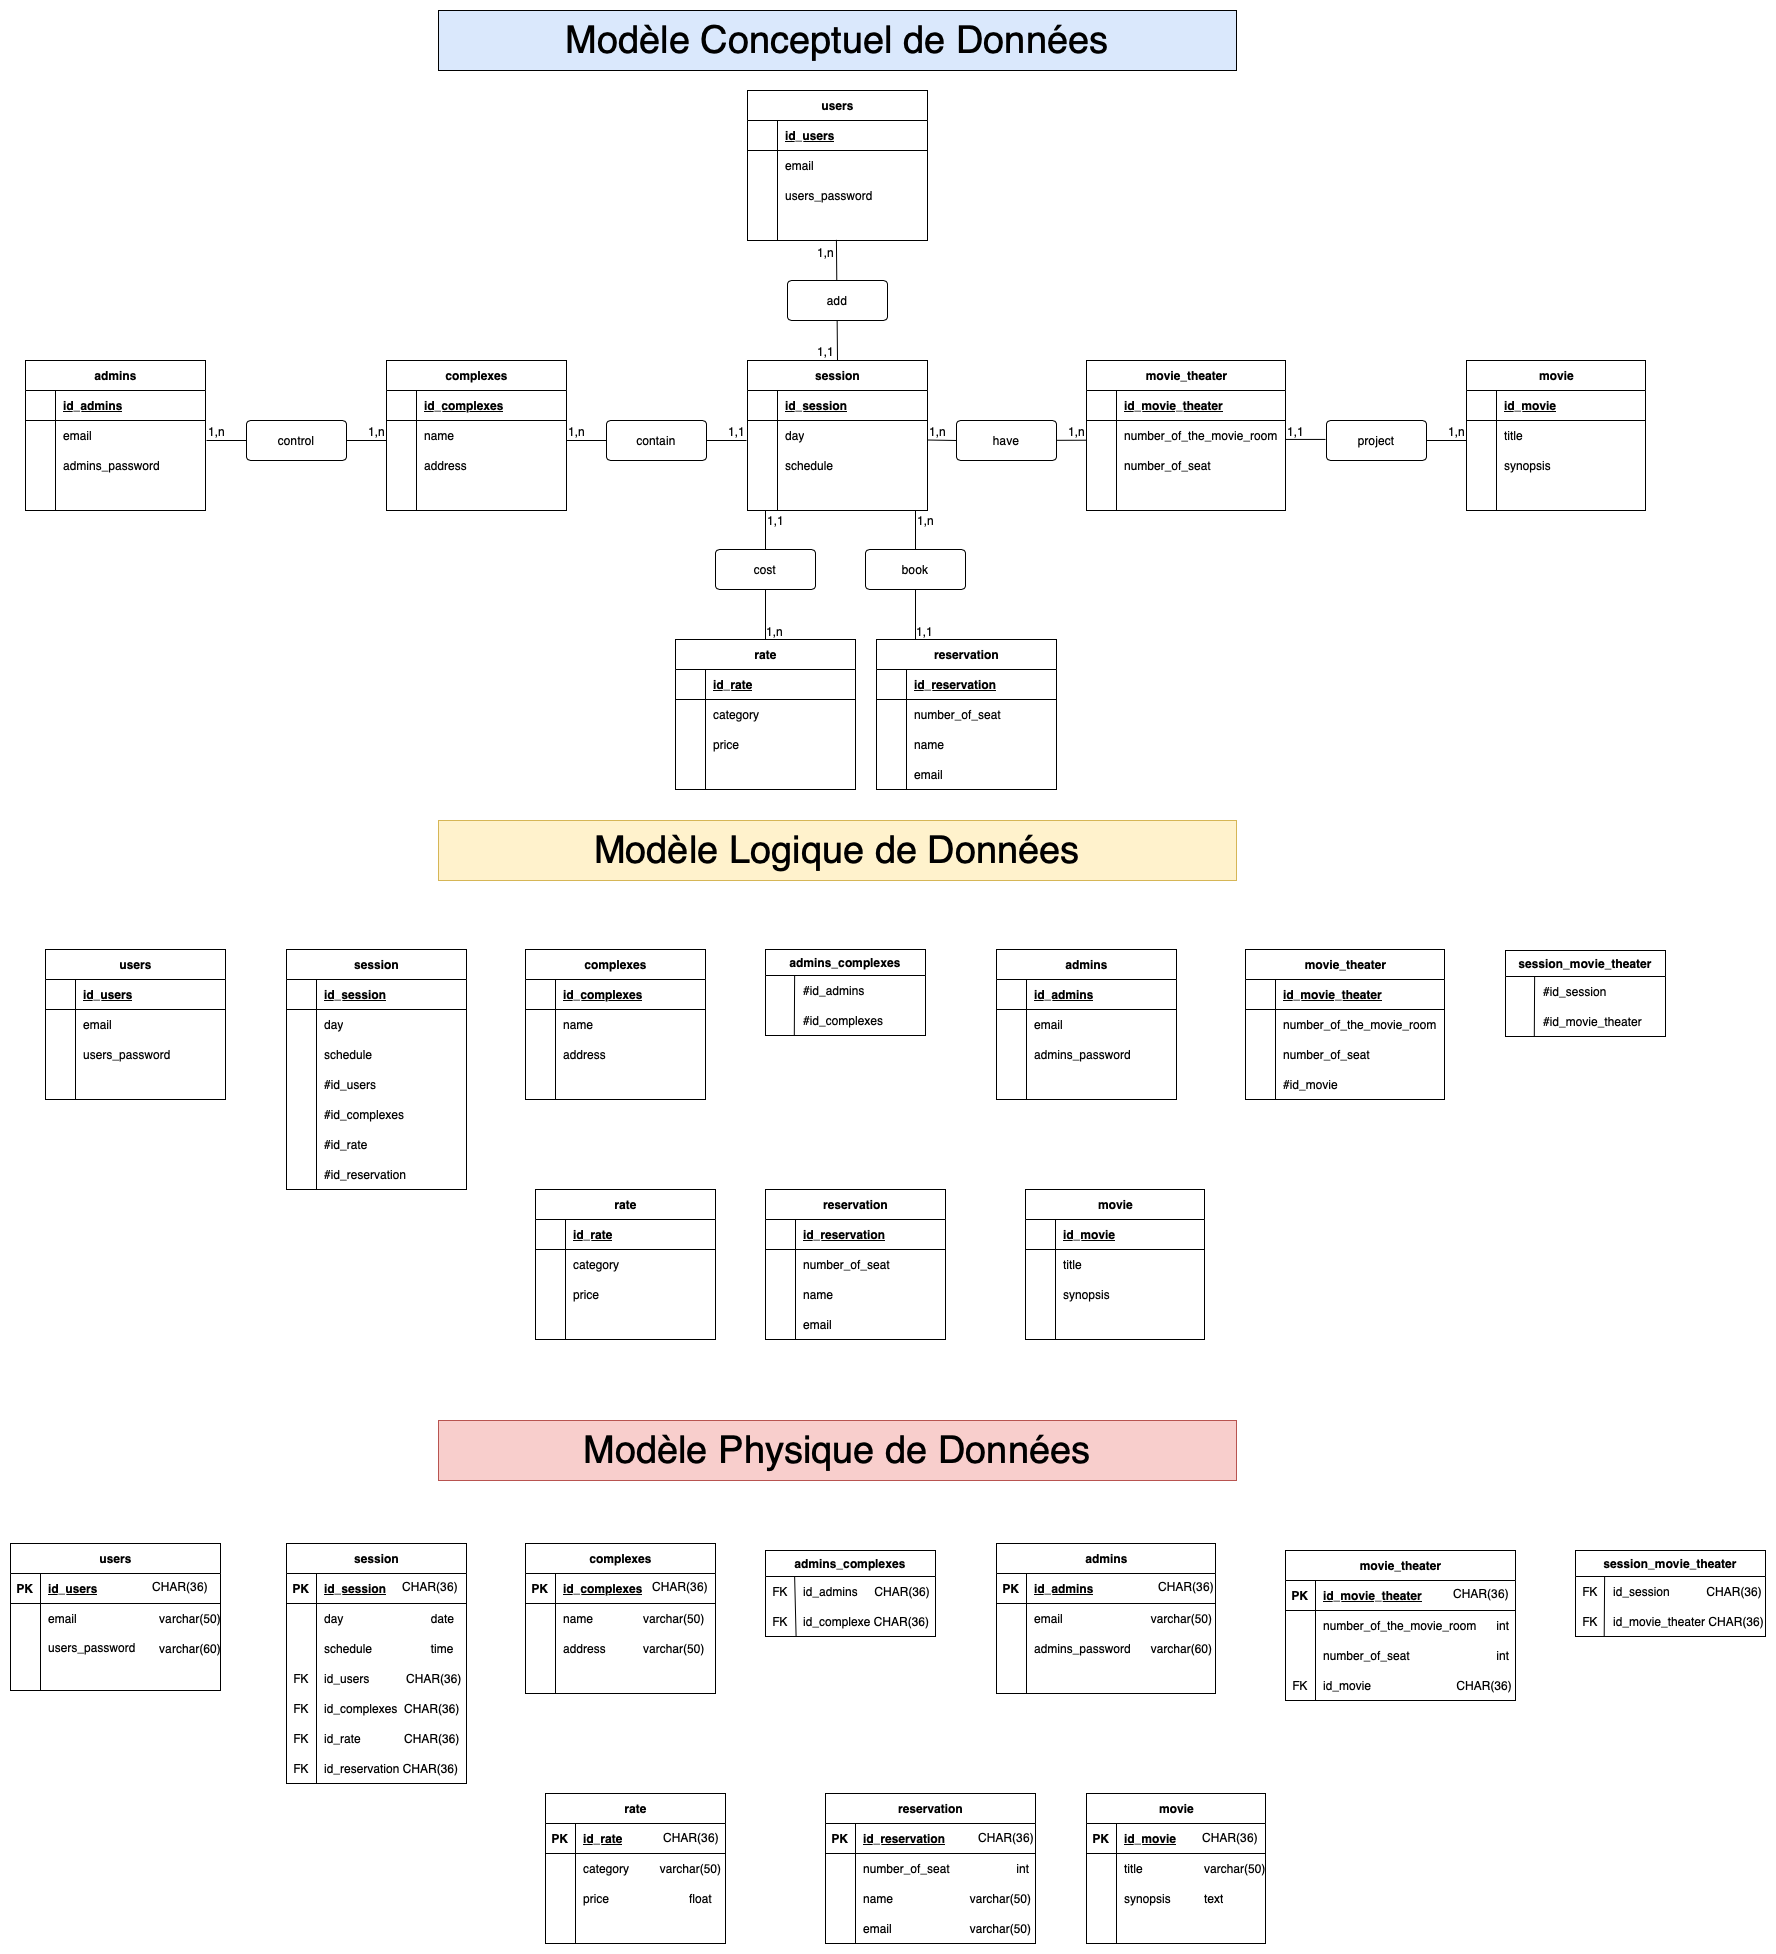 Modèle Conceptuel de Données
users
id_users
email
users_password
1,n
add
1,1
admins
id_admins
email
admins_password
1,n
control
1,n
complexes
id_complexes
name
address
1,n
contain
1,1
session
id_session
day
schedule
1,n
have
1,n
movie_theater
id_movie_theater
number_of_the_movie_room
number_of_seat
1,1
project
1,n
movie
id_movie
title
synopsis
1,1
cost
1,n
1,n
book
1,1
rate
id_rate
category
price
reservation
id_reservation
number_of_seat
name
email
Modèle Logique de Données
users
id_users
email
users_password
session
id_session
day
schedule
#id_users
#id_complexes
#id_rate
#id_reservation
complexes
id_complexes
name
address
admins_complexes
#id_admins
#id_complexes
admins
id_admins
email
admins_password
movie_theater
id_movie_theater
number_of_the_movie_room
number_of_seat
#id_movie
session_movie_theater
#id_session
#id_movie_theater
rate
id_rate
category
price
reservation
id_reservation
number_of_seat
name
email
movie
id_movie
title
synopsis
Modèle Physique de Données
users
PK id_users CHAR(36)
email varchar(50)
users_password varchar(60)
session
PK id_session CHAR(36)
day date
schedule time
FK id_users CHAR(36)
FK id_complexes CHAR(36)
FK id_rate CHAR(36)
FK id_reservation CHAR(36)
complexes
PK id_complexes CHAR(36)
name varchar(50)
address varchar(50)
admins_complexes
FK id_admins CHAR(36)
FK id_complexe CHAR(36)
admins
PK id_admins CHAR(36)
email varchar(50)
admins_password varchar(60)
movie_theater
PK id_movie_theater CHAR(36)
number_of_the_movie_room int
number_of_seat int
FK id_movie CHAR(36)
session_movie_theater
FK id_session CHAR(36)
FK id_movie_theater CHAR(36)
rate
PK id_rate CHAR(36)
category varchar(50)
price float
reservation
PK id_reservation CHAR(36)
number_of_seat int
name varchar(50)
email varchar(50)
movie
PK id_movie CHAR(36)
title varchar(50)
synopsis text